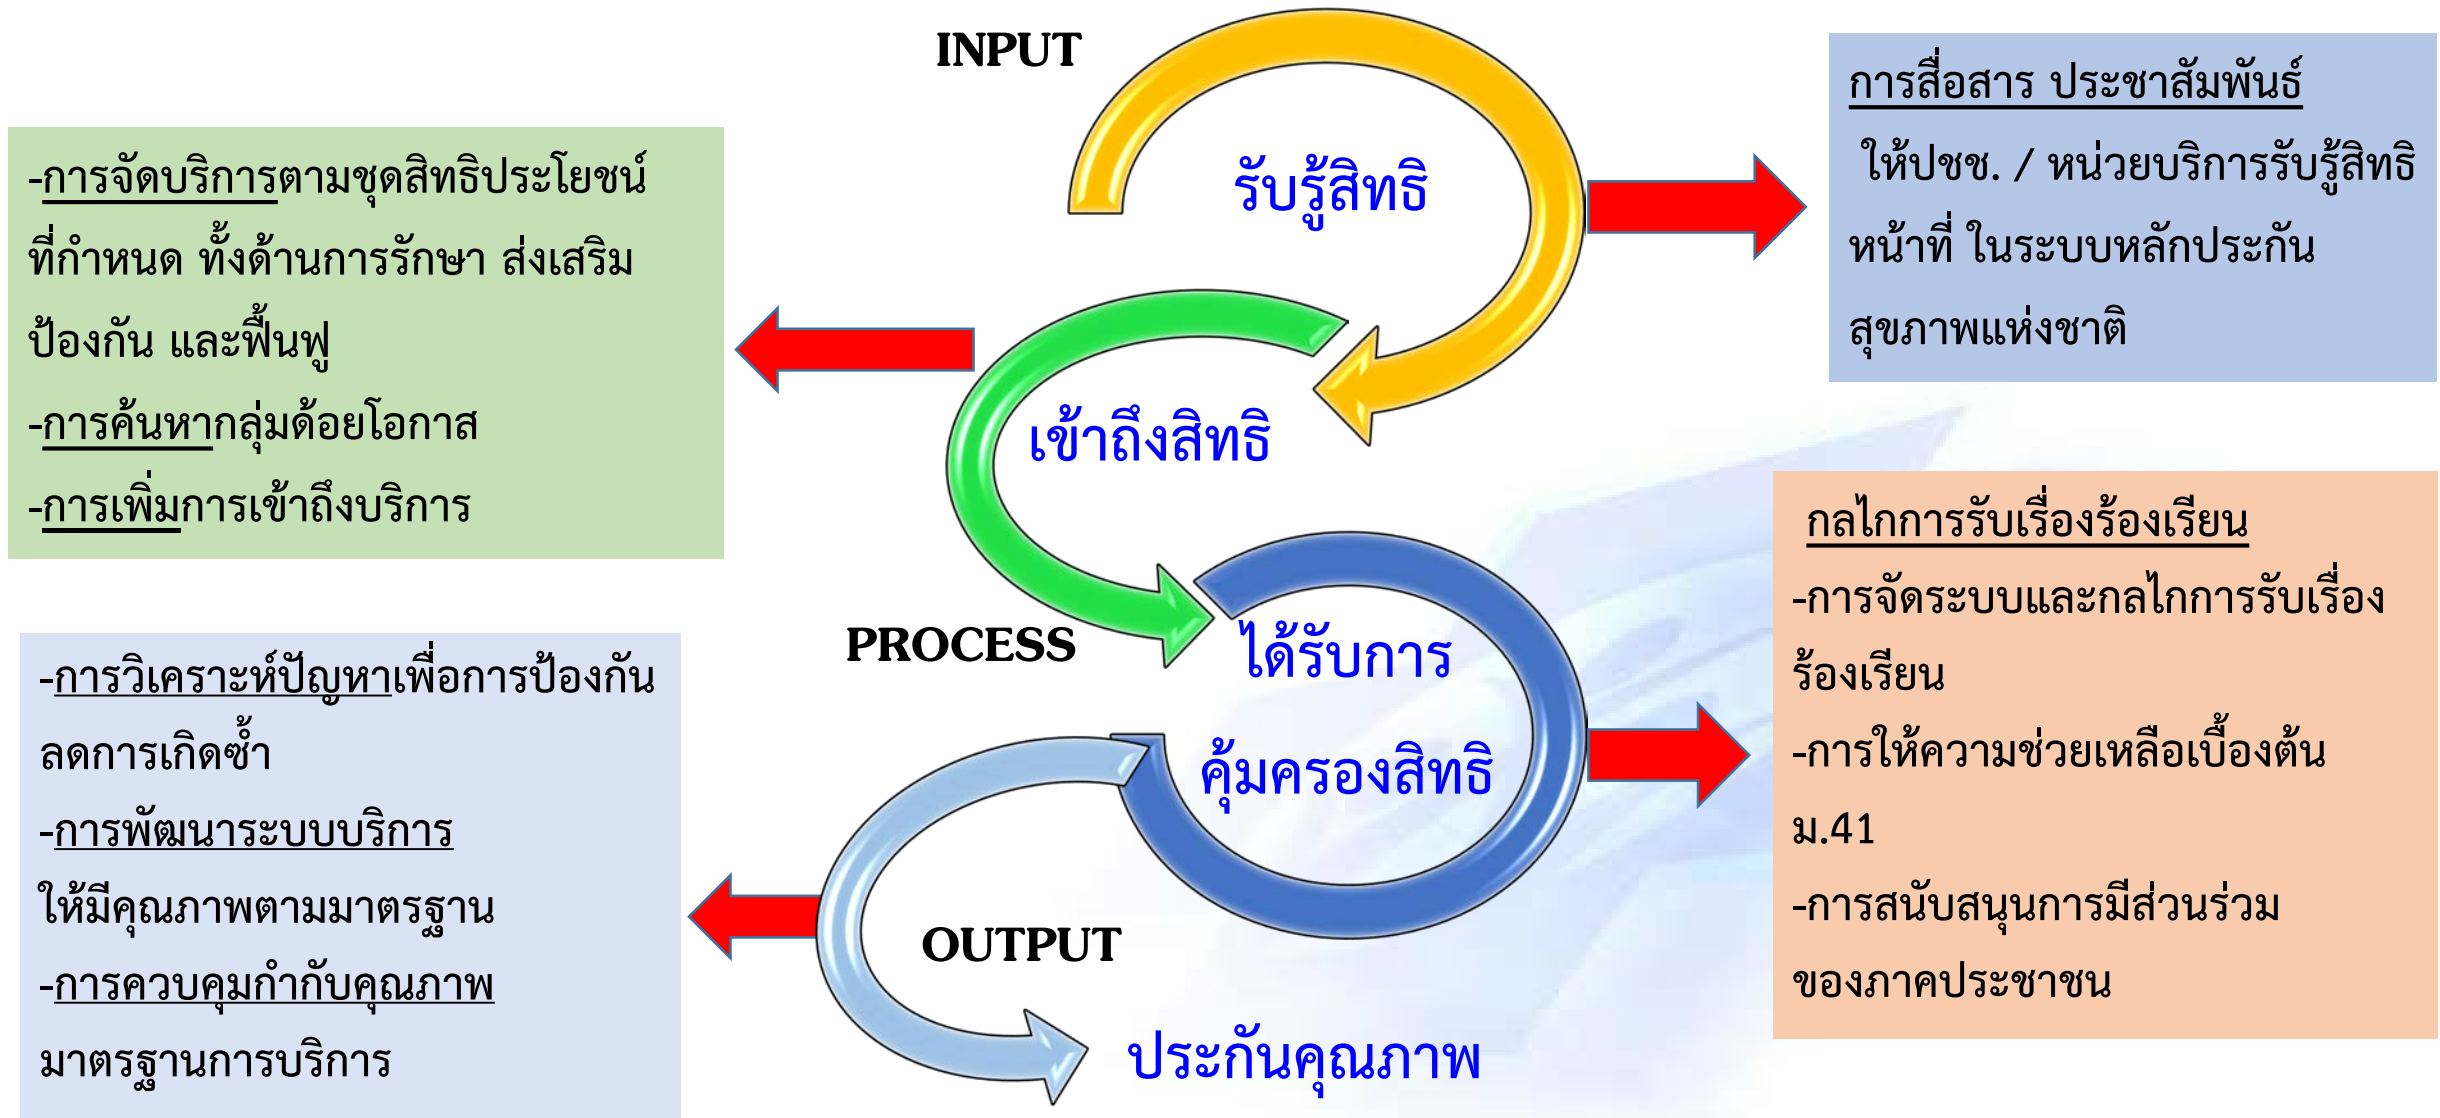 INPUT
รับรู้สิทธิ
การสื่อสาร ประชาสัมพันธ์
ให้ปชช. / หน่วยบริการรับรู้สิทธิ
หน้าที่ ในระบบหลักประกัน
สุขภาพแห่งชาติ
-การจัดบริการตามชุดสิทธิประโยชน์
ที่กำหนด ทั้งด้านการรักษา ส่งเสริม
ป้องกัน และฟื้นฟู
-การค้นหากลุ่มด้อยโอกาส
-การเพิ่มการเข้าถึงบริการ
เข้าถึงสิทธิ
PROCESS
ได้รับการ
คุ้มครองสิทธิ
กลไกการรับเรื่องร้องเรียน
-การจัดระบบและกลไกการรับเรื่อง
ร้องเรียน
-การให้ความช่วยเหลือเบื้องต้น
ม.41
-การสนับสนุนการมีส่วนร่วม
ของภาคประชาชน
-การวิเคราะห์ปัญหาเพื่อการป้องกัน
ลดการเกิดซ้ำ
-การพัฒนาระบบบริการ
ให้มีคุณภาพตามมาตรฐาน
-การควบคุมกำกับคุณภาพ
มาตรฐานการบริการ
OUTPUT
ประกันคุณภาพ